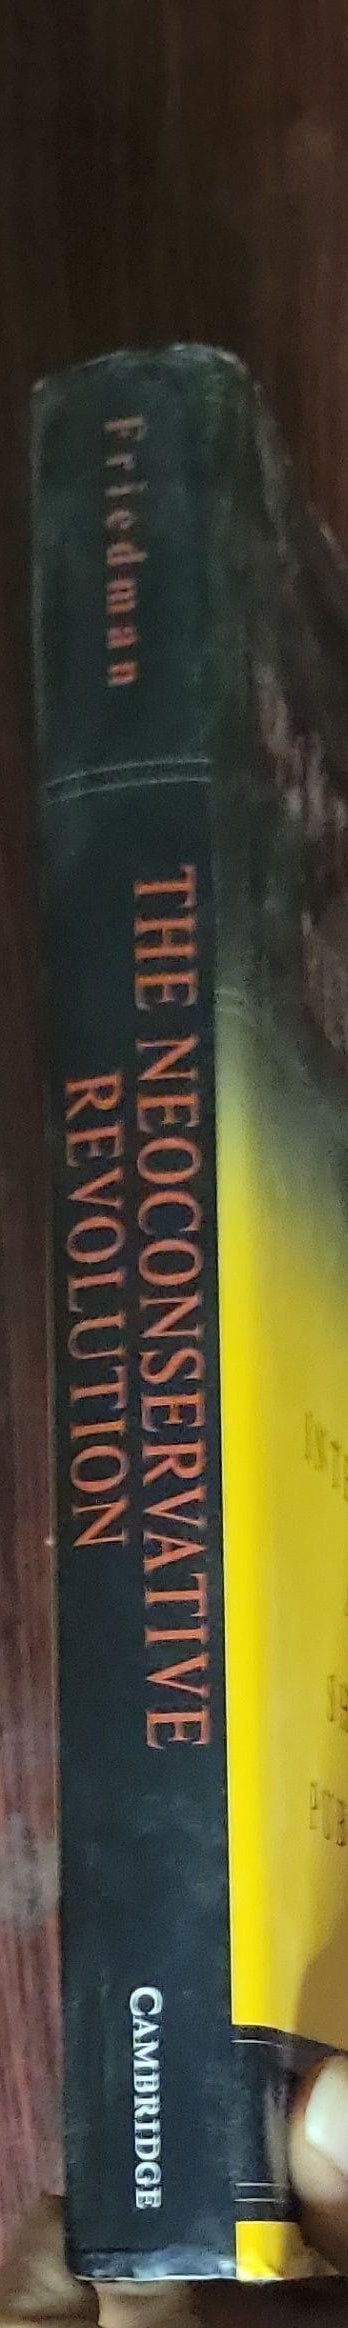 Friedman
THE NEOCONSERVATIVE
REVOLUTION
CAMBRIDGE